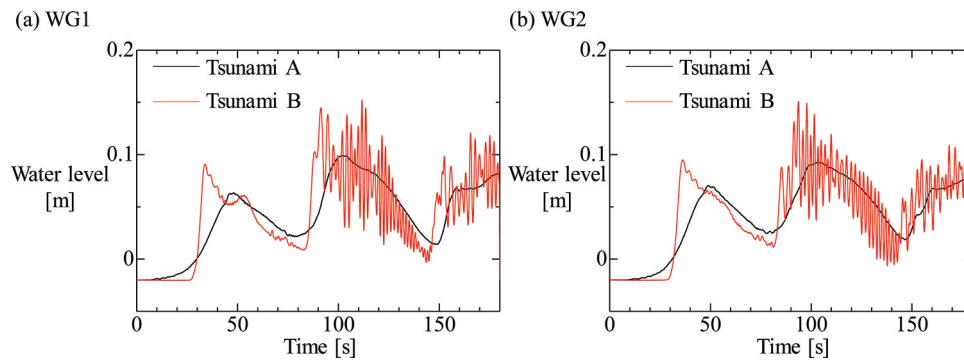 (a) WG1
0.2
Tsunami A
Tsunami B
0.1
Water level
[m]
0
0
50
100
150
Time [s]
(b) WG2
0.2
Tsunami A
Tsunami B
0.1
Water level
[m]
0
0
50
100
150
Time [s]